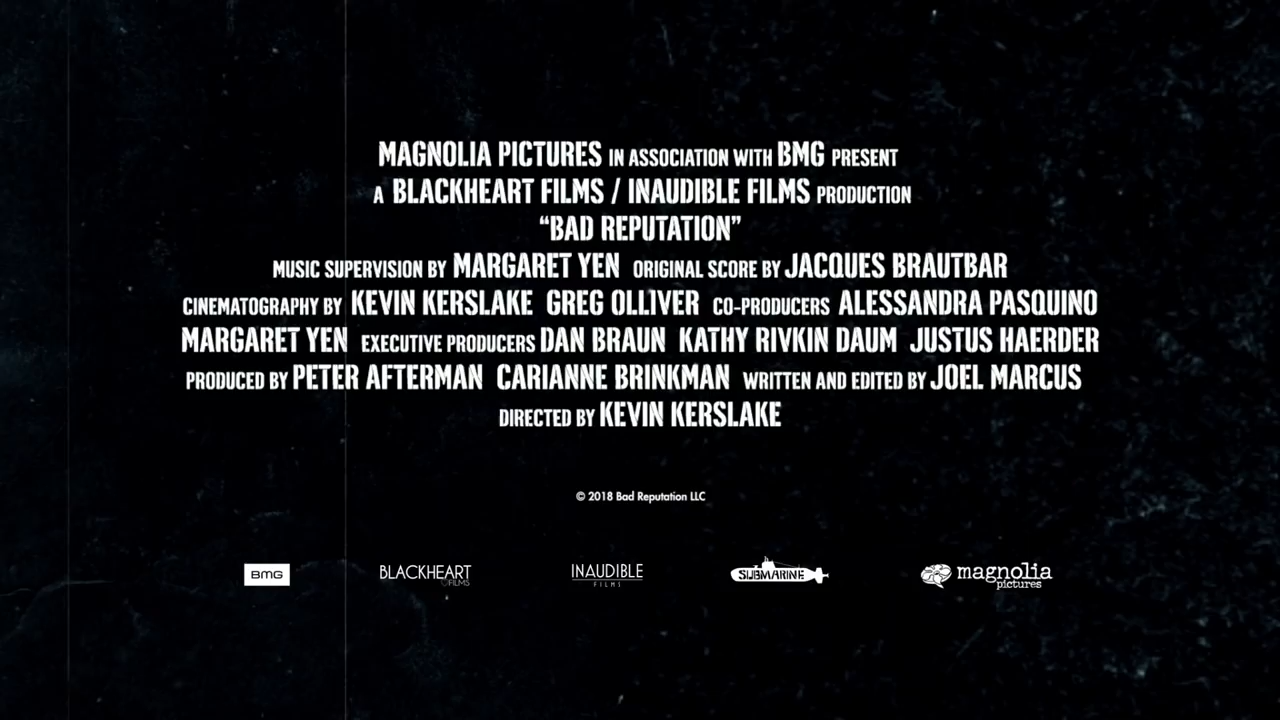 MAGNOLIA PICTURES IN ASSOCIATION WITH BMG PRESENT
A BLACKHEART FILMS / INAUDIBLE FILMS PRODUCTION
“BAD REPUTATION”
MUSIC SUPERVISION BY MARGARET YEN ORIGINAL SCORE BY JACQUES BRAUTBAR
CINEMATOGRAPHY BY KEVIN KERSLAKE GREG OLLIVER CO-PRODUCERS ALESSANDRA PASQUINO
MARGARET YEN EXECUTIVE PRODUCERS DAN BRAUN KATHY RIVKIN DAUM JUSTUS HAERDER
PRODUCED BY PETER AFTERMAN CARIANNE BRINKMAN WRITTEN AND EDITED BY JOEL MARCUS
DIRECTED BY KEVIN KERSLAKE
© 2018 Bad Reputation LLC
BMG
BLACKHEART
FILMS
INAUDIBLE
FILMS
SUBMARINE
magnolia
pictures